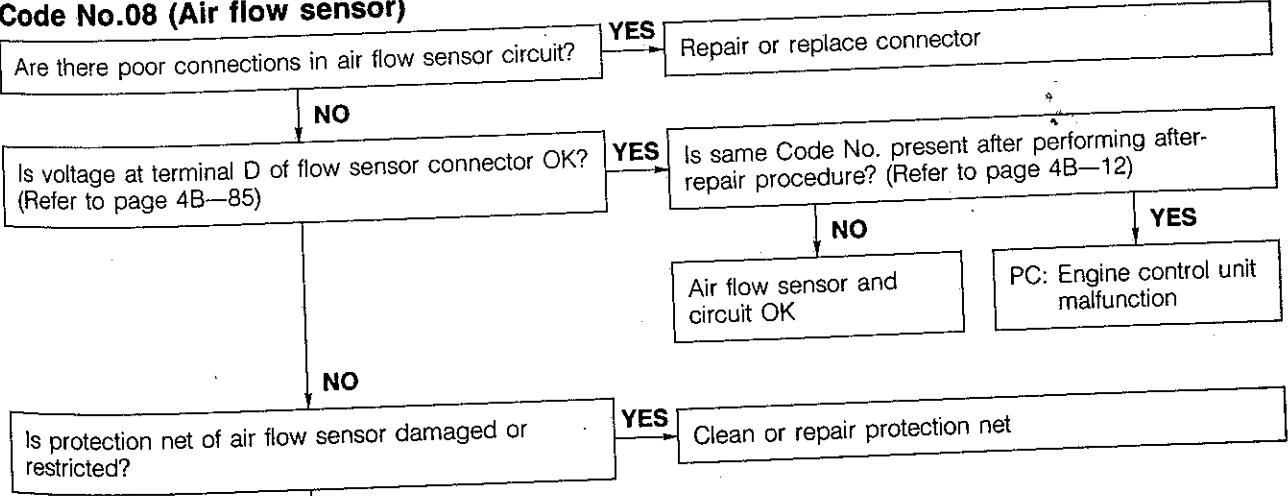 Code No.08 (Air flow sensor)
Are there poor connections in air flow sensor circuit?
YES
Repair or replace connector
NO
Is voltage at terminal D of flow sensor connector OK?
(Refer to page 4B—85)
YES
Is same Code No. present after performing after-
repair procedure? (Refer to page 4B—12)
NO
YES
Air flow sensor and
circuit OK
PC: Engine control unit
malfunction
NO
Is protection net of air flow sensor damaged or
restricted?
YES
Clean or repair protection net